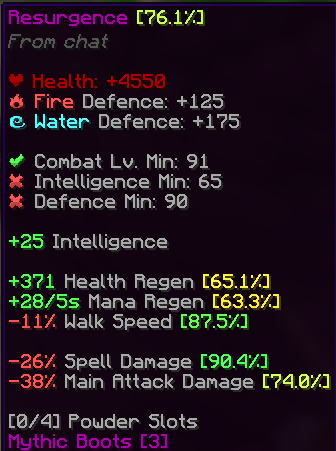 Resurgence [76.1%]
From chat
Health: +4550
Fire Defence: +125
Water Defence: +175
Combat Lv. Min: 91
Intelligence Min: 65
Defence Min: 90
+25 Intelligence
+371 Health Regen [65.1%]
+28/5s Mana Regen [63.3%]
-11% Walk Speed [87.5%]
-26% Spell Damage [90.4%]
-38% Main Attack Damage [74.0%]
[0/4] Powder Slots
Mythic Boots [3]